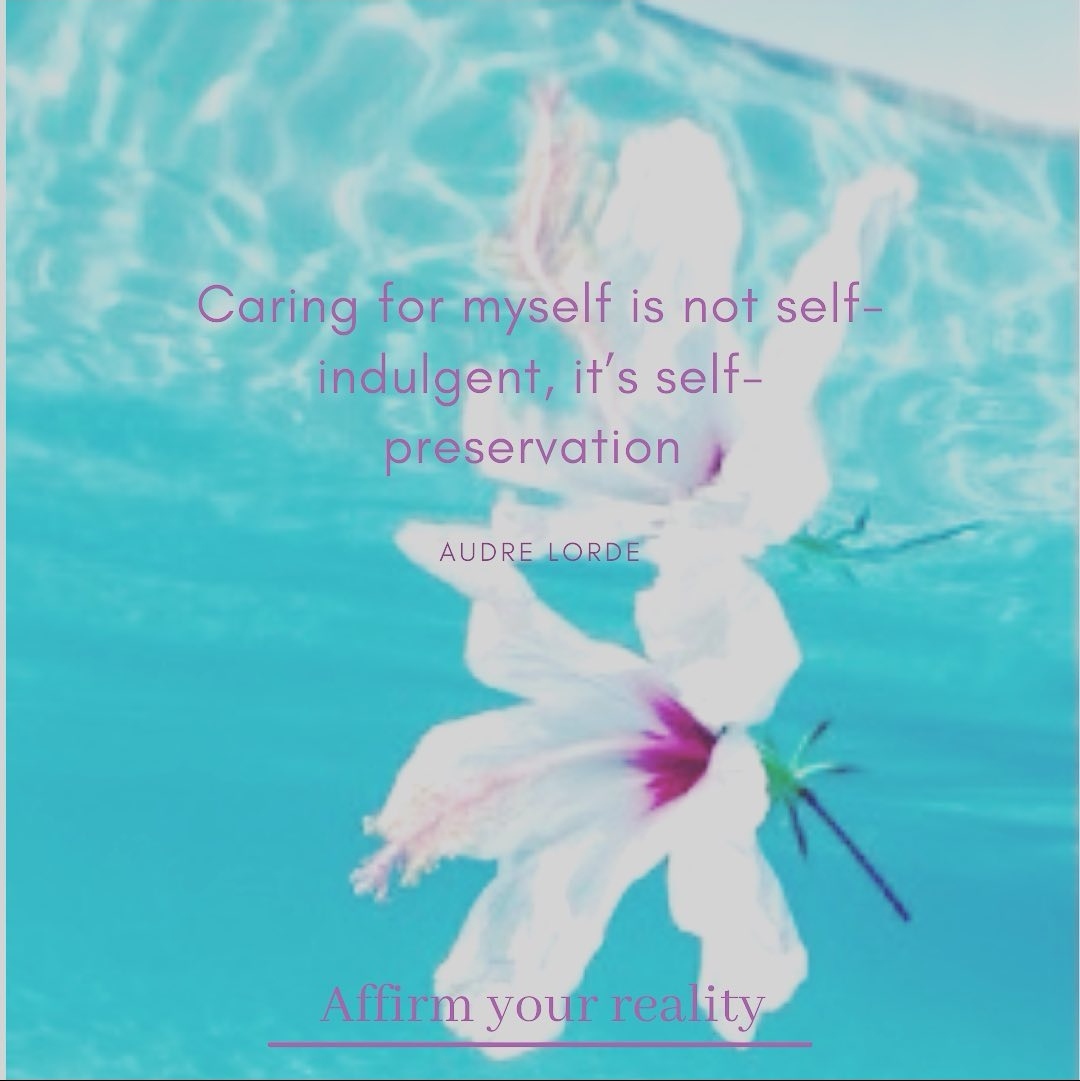 Caring for myself is not self-
indulgent, it’s self-
preservation
AUDRE LORDE
Affirm your reality